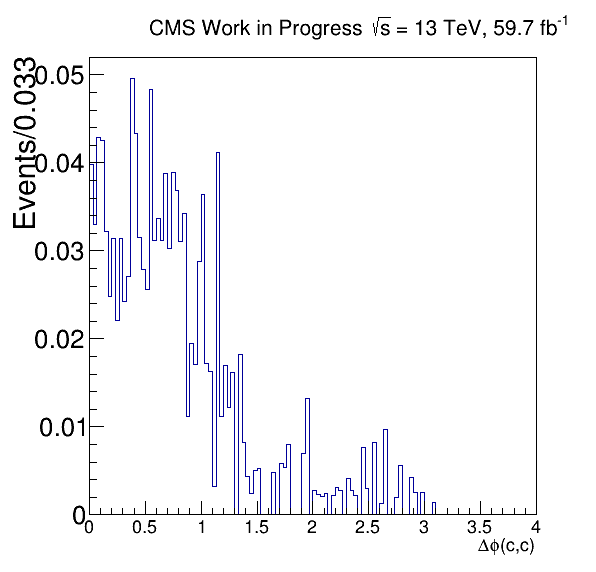 CMS Work in Progress √s = 13 TeV, 59.7 fb⁻¹
Events/0.033
0.05
0.04
0.03
0.02
0.01
0
0 0.5 1 1.5 2 2.5 3 3.5 4
Δϕ(c,c)